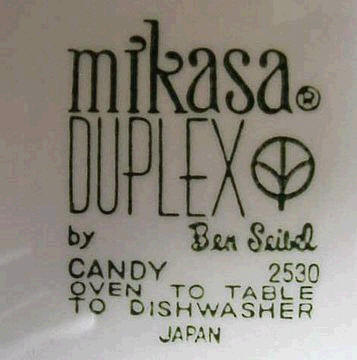 mikasa®
DUPLEX
by Ben Seibel
CANDY 2530
OVEN TO TABLE
TO DISHWASHER
JAPAN